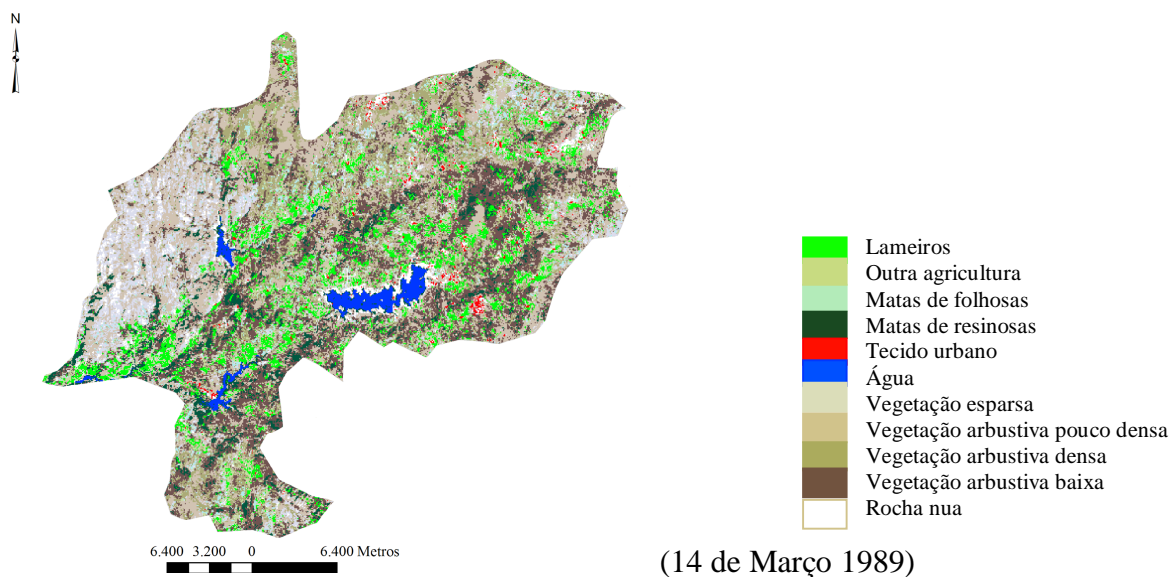 N
Lameiros
Outra agricultura
Matas de folhosas
Matas de resinosas
Tecido urbano
Água
Vegetação esparsa
Vegetação arbustiva pouco densa
Vegetação arbustiva densa
Vegetação arbustiva baixa
Rocha nua
6.400 3.200 0 6.400 Metros
(14 de Março 1989)